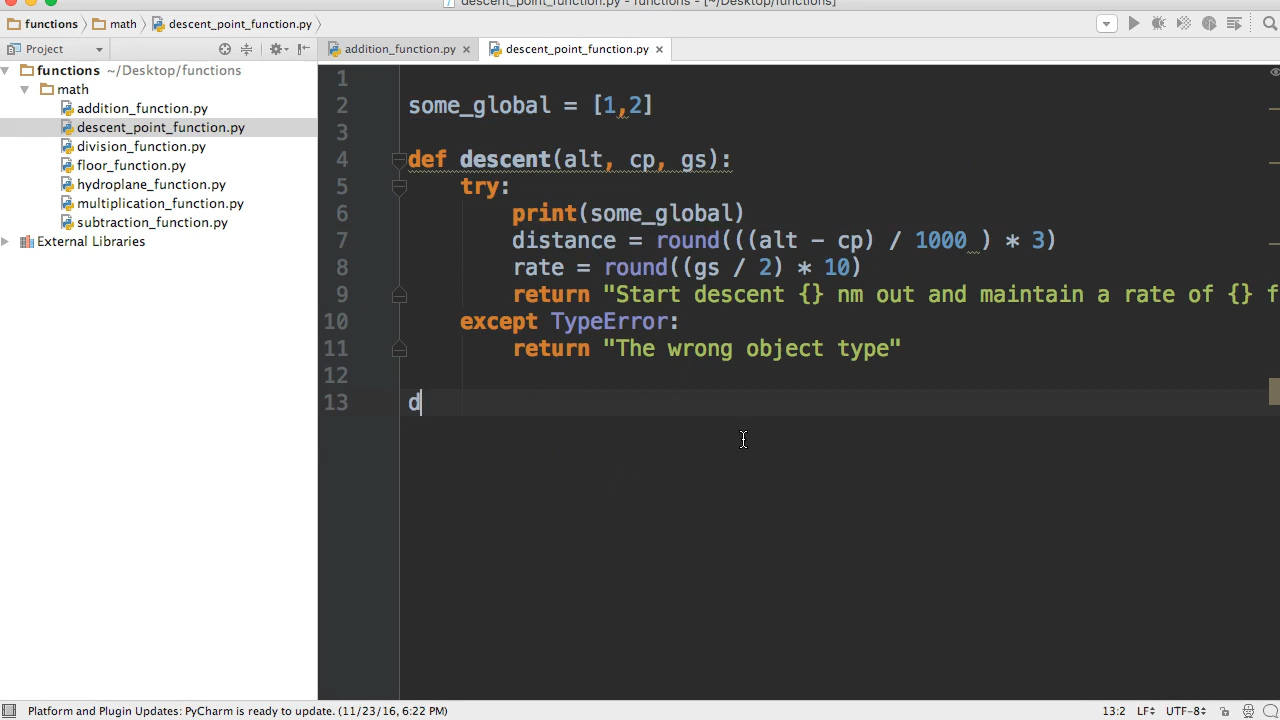 descent_point_function.py - functions - [~/Desktop/functions]
functions math descent_point_function.py
Project
addition_function.py descent_point_function.py
functions ~/Desktop/functions
math
addition_function.py
descent_point_function.py
division_function.py
floor_function.py
hydroplane_function.py
multiplication_function.py
subtraction_function.py
External Libraries
1
2 some_global = [1,2]
3
4 def descent(alt, cp, gs):
5 try:
6 print(some_global)
7 distance = round(((alt - cp) / 1000 ) * 3)
8 rate = round((gs / 2) * 10)
9 return "Start descent {} nm out and maintain a rate of {} f
10 except TypeError:
11 return "The wrong object type"
12
13 d
Platform and Plugin Updates: PyCharm is ready to update. (11/23/16, 6:22 PM) 13:2 LF UTF-8